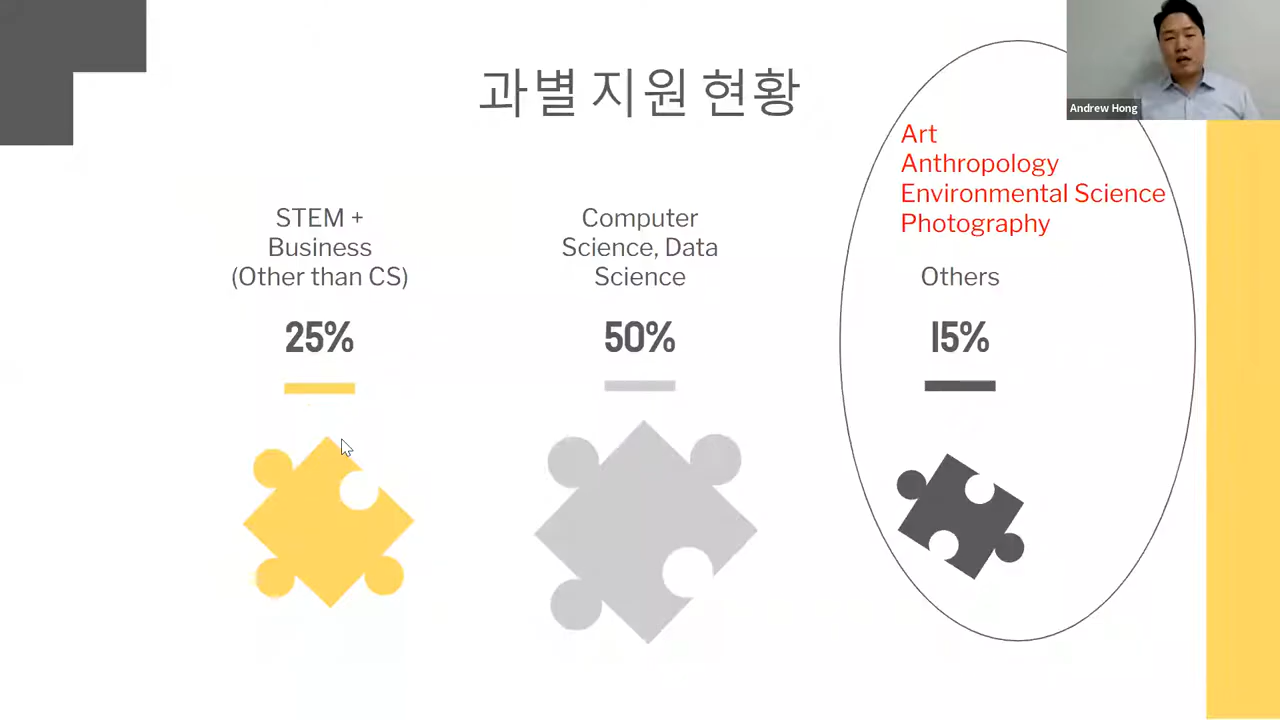 과별 지원 현황
Andrew Hong
STEM +
Business
(Other than CS)
25%
Computer
Science, Data
Science
50%
Art
Anthropology
Environmental Science
Photography
Others
15%